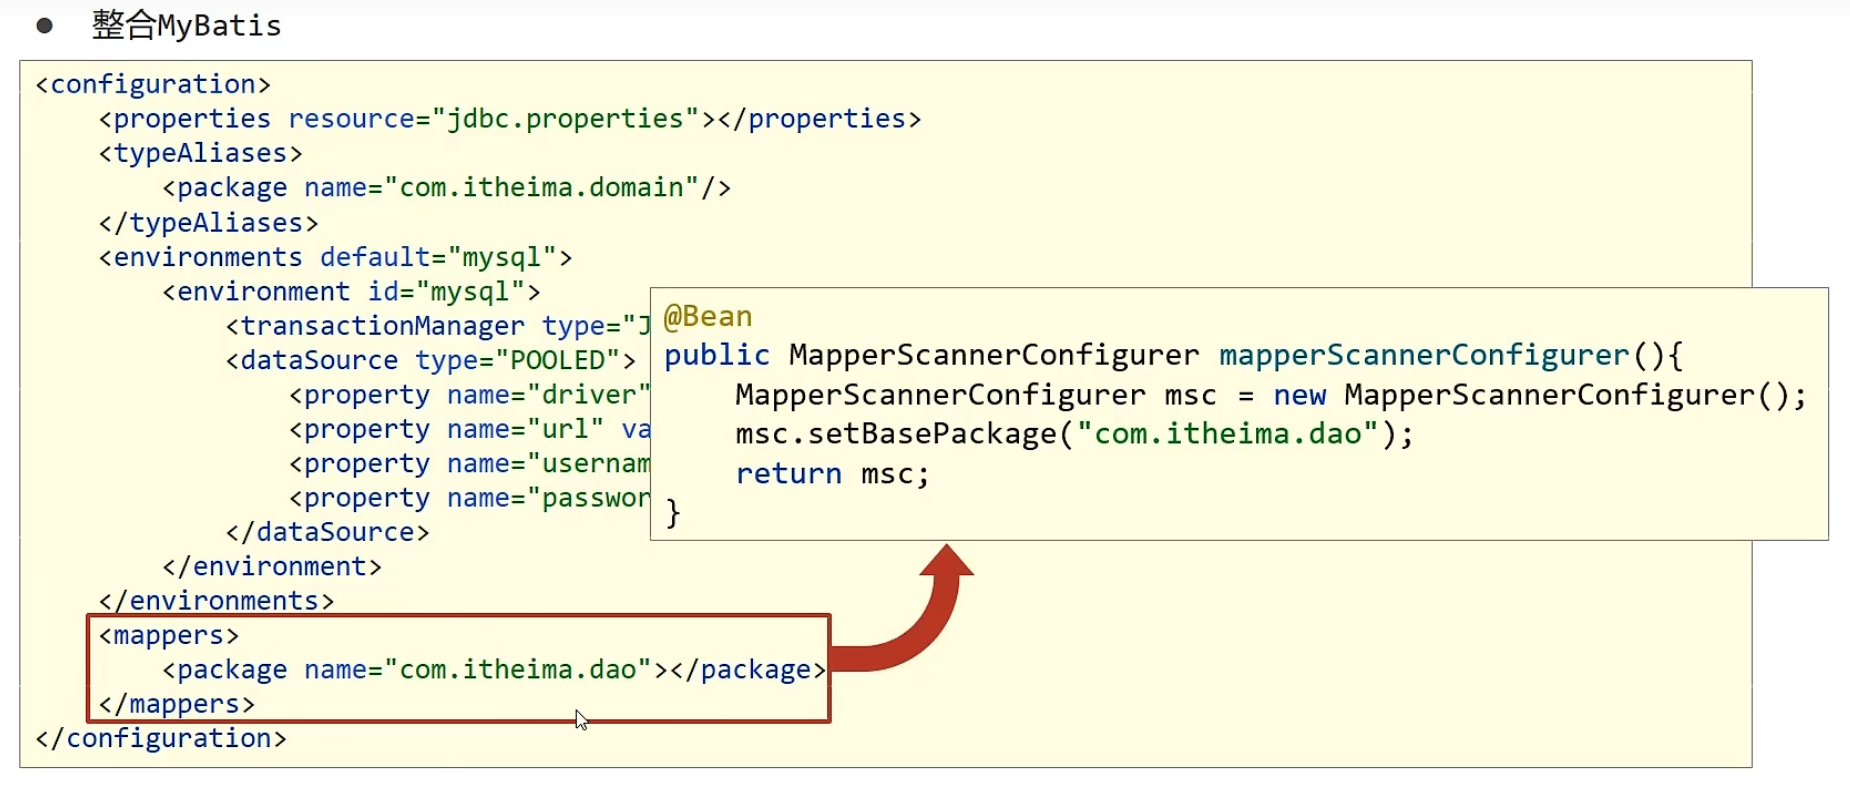 ● 整合MyBatis
<configuration>
    <properties resource="jdbc.properties"></properties>
    <typeAliases>
        <package name="com.itheima.domain"/>
    </typeAliases>
    <environments default="mysql">
        <environment id="mysql">
            <transactionManager type="J
            <dataSource type="POOLED">
                <property name="driver"
                <property name="url" va
                <property name="usernam
                <property name="passwor
            </dataSource>
        </environment>
    </environments>
    <mappers>
        <package name="com.itheima.dao"></package>
    </mappers>
</configuration>
@Bean
public MapperScannerConfigurer mapperScannerConfigurer(){
    MapperScannerConfigurer msc = new MapperScannerConfigurer();
    msc.setBasePackage("com.itheima.dao");
    return msc;
}